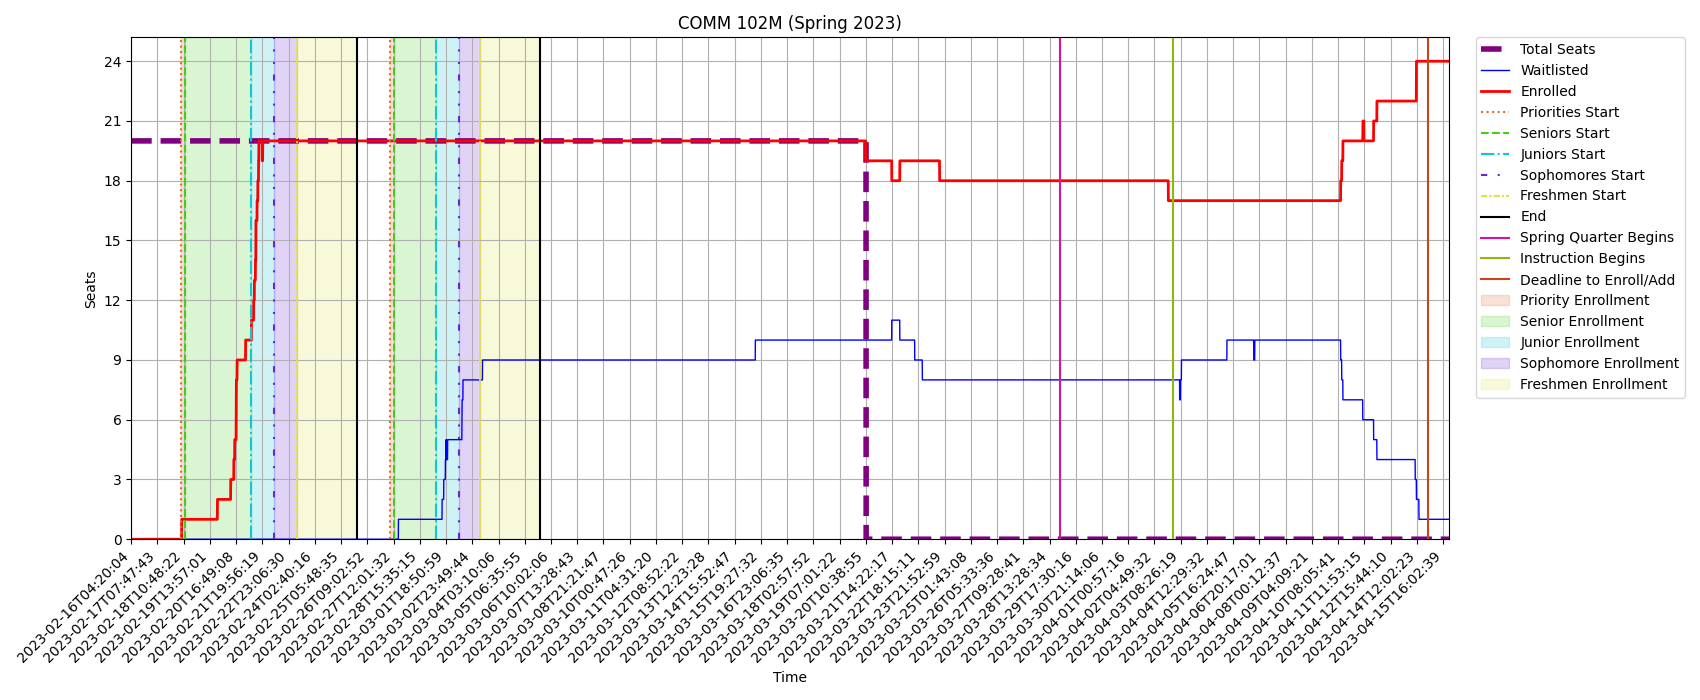 COMM 102M (Spring 2023)
Seats
24
21
18
15
12
9
6
3
0
2023-02-16T04:20:04
2023-02-17T07:47:43
2023-02-18T10:48:22
2023-02-19T13:57:01
2023-02-20T16:49:08
2023-02-21T19:56:19
2023-02-22T23:06:30
2023-02-24T02:40:16
2023-02-25T05:48:35
2023-02-26T09:02:52
2023-02-27T12:01:32
2023-02-28T15:35:15
2023-03-01T18:50:59
2023-03-02T23:49:44
2023-03-04T03:10:06
2023-03-05T06:35:55
2023-03-06T10:02:06
2023-03-07T13:28:43
2023-03-08T21:21:47
2023-03-10T00:47:26
2023-03-11T04:31:20
2023-03-12T08:52:22
2023-03-13T12:23:28
2023-03-14T15:52:47
2023-03-15T19:27:32
2023-03-16T23:06:35
2023-03-18T02:57:52
2023-03-19T07:01:22
2023-03-20T10:38:55
2023-03-21T14:22:17
2023-03-22T18:15:11
2023-03-23T21:52:59
2023-03-25T01:43:08
2023-03-26T05:33:36
2023-03-27T09:28:41
2023-03-28T13:28:34
2023-03-29T17:30:16
2023-03-30T21:14:06
2023-04-01T00:57:16
2023-04-02T04:49:32
2023-04-03T08:26:19
2023-04-04T12:29:32
2023-04-05T16:24:47
2023-04-06T20:17:01
2023-04-08T00:12:37
2023-04-09T04:09:21
2023-04-10T08:05:41
2023-04-11T11:53:15
2023-04-12T15:44:10
2023-04-14T12:02:23
2023-04-15T16:02:39
Time
Total Seats
Waitlisted
Enrolled
Priorities Start
Seniors Start
Juniors Start
Sophomores Start
Freshmen Start
End
Spring Quarter Begins
Instruction Begins
Deadline to Enroll/Add
Priority Enrollment
Senior Enrollment
Junior Enrollment
Sophomore Enrollment
Freshmen Enrollment